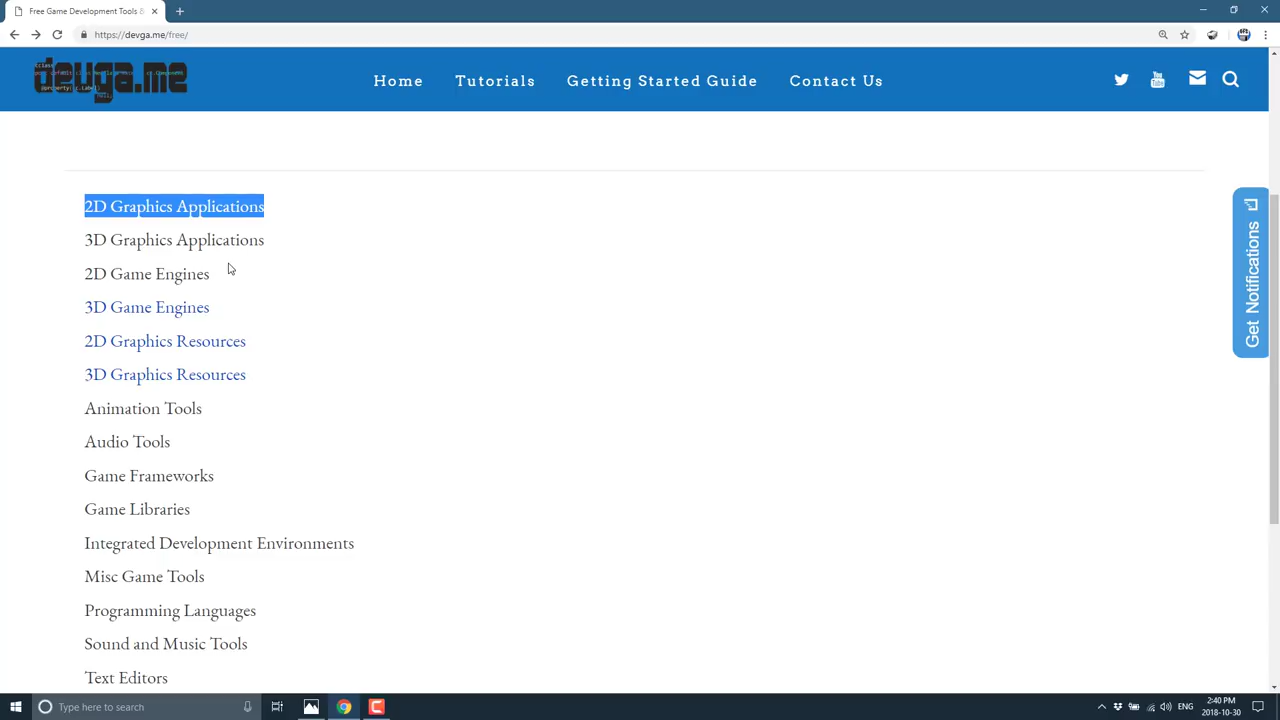 Free Game Development Tools &
https://devga.me/free/
devga.me
Home
Tutorials
Getting Started Guide
Contact Us
2D Graphics Applications
3D Graphics Applications
2D Game Engines
3D Game Engines
2D Graphics Resources
3D Graphics Resources
Animation Tools
Audio Tools
Game Frameworks
Game Libraries
Integrated Development Environments
Misc Game Tools
Programming Languages
Sound and Music Tools
Text Editors
Get Notifications
Type here to search
ENG
2:40 PM
2018-10-30